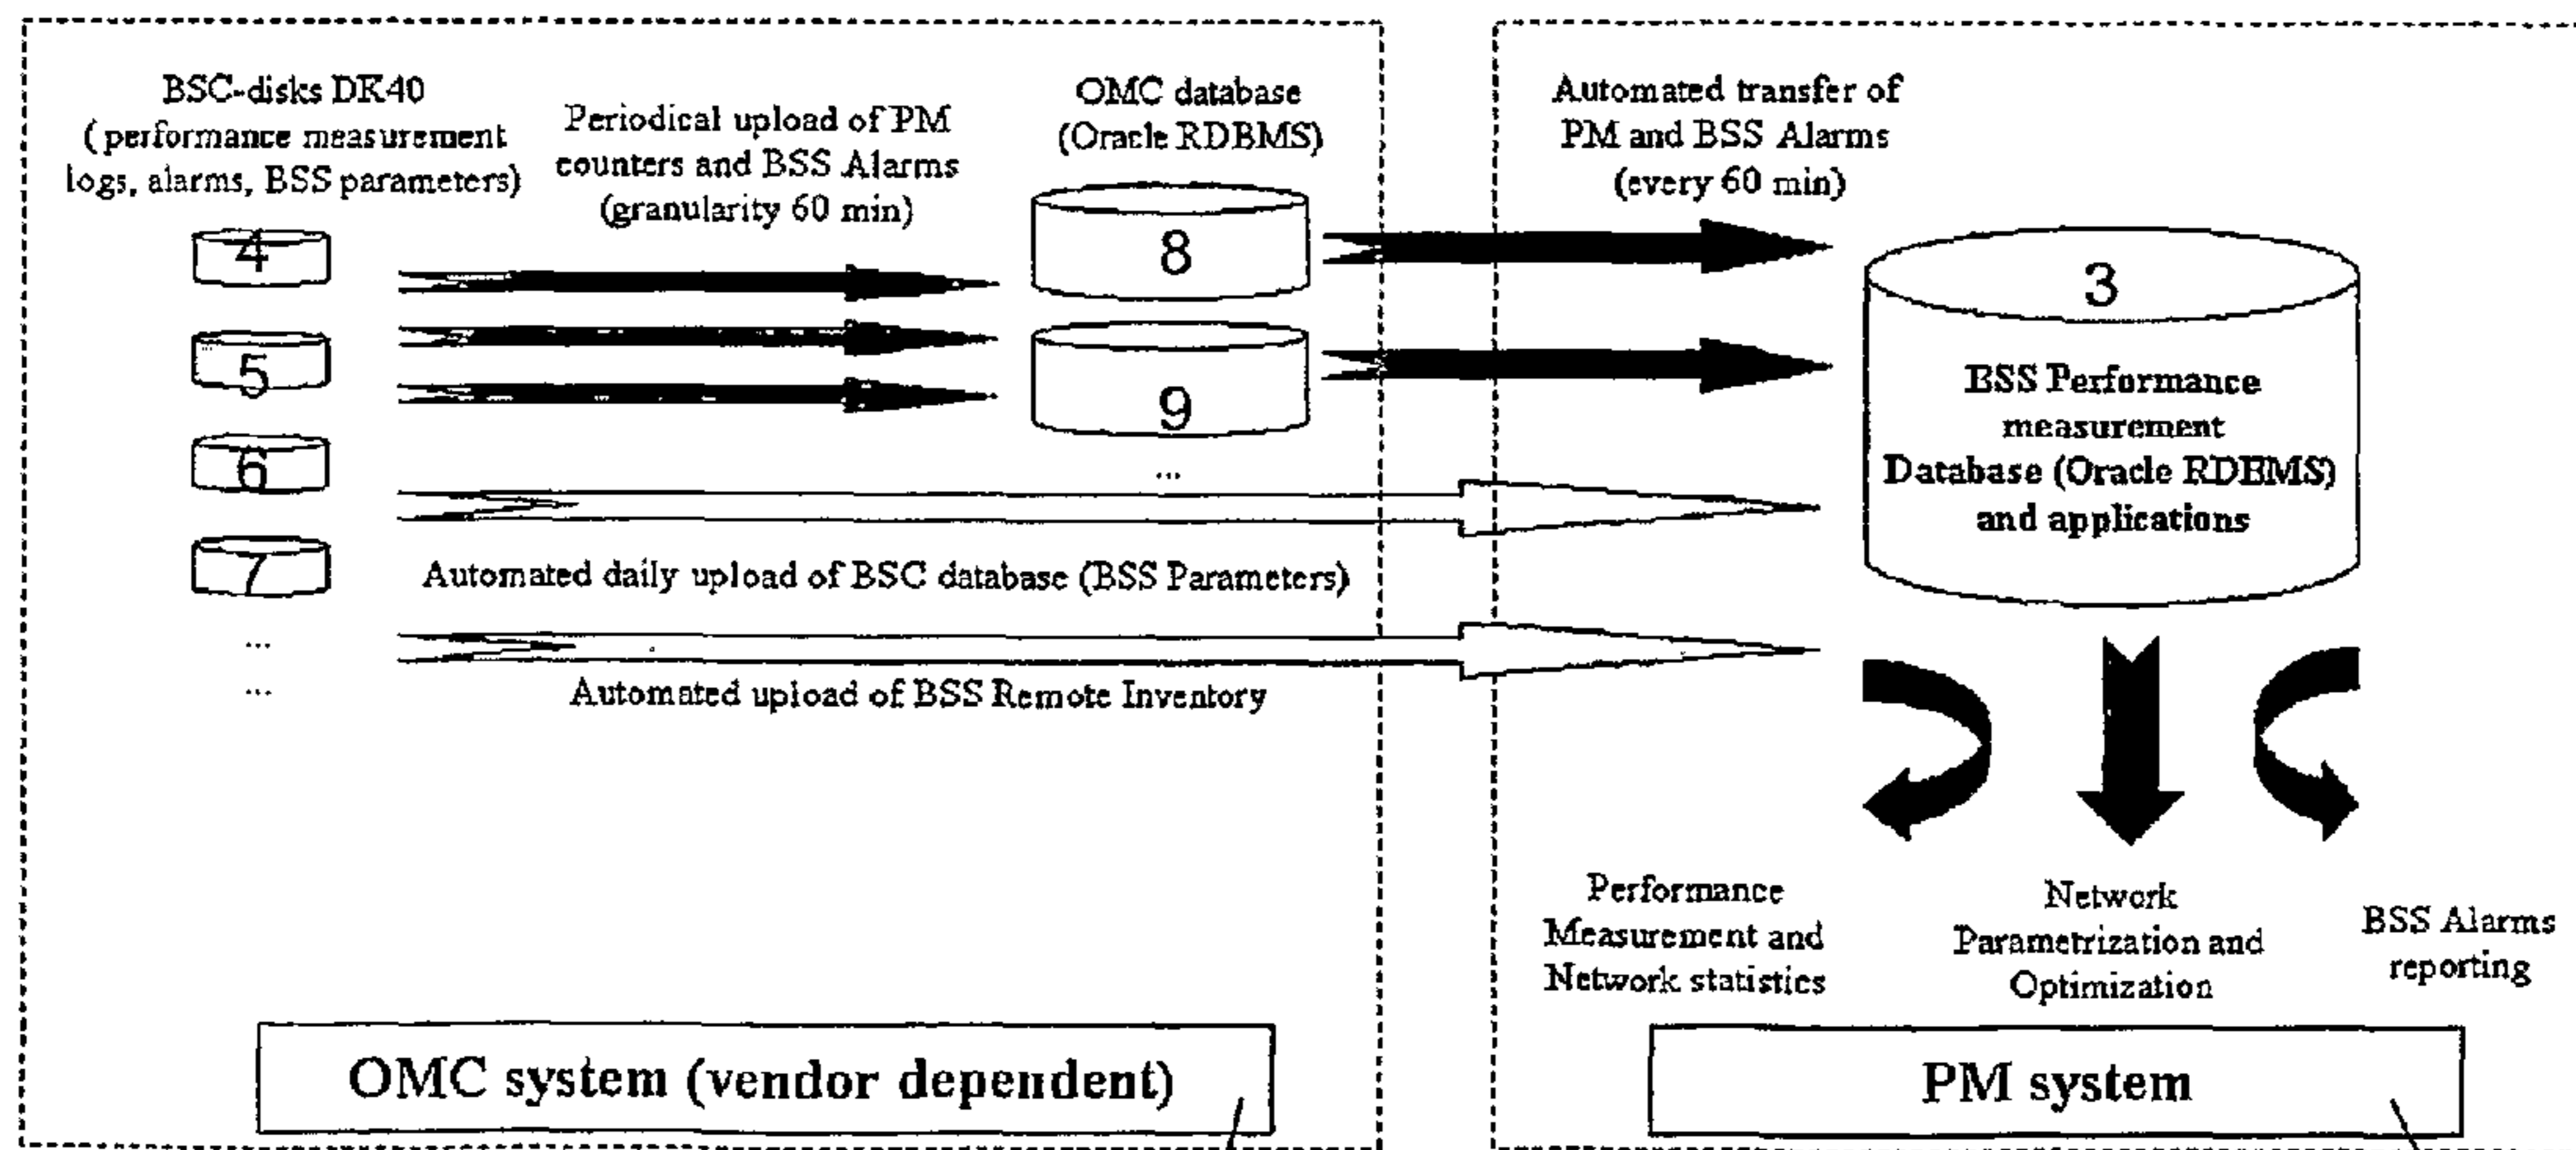 BSC-disks DK40
(performance measurement
logs, alarms, BSS parameters)
4
5
6
7
...
...
Periodical upload of PM
counters and BSS Alarms
(granularity 60 min)
OMC database
(Oracle RDBMS)
8
9
...
Automated daily upload of BSC database (BSS Parameters)
Automated upload of BSS Remote Inventory
OMC system (vendor dependent)
Automated transfer of
PM and BSS Alarms
(every 60 min)
3
BSS Performance
measurement
Database (Oracle RDBMS)
and applications
Performance
Measurement and
Network statistics
Network
Parametrization and
Optimization
BSS Alarms
reporting
PM system